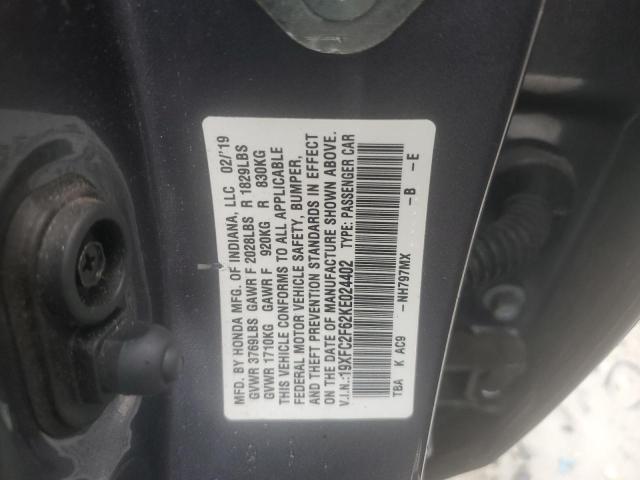 MFD. BY HONDA MFG. OF INDIANA, LLC 02/'19
GVWR 3769LBS GAWR F 2028LBS R 1829LBS
GVWR 1710KG GAWR F 920KG R 830KG
THIS VEHICLE CONFORMS TO ALL APPLICABLE
FEDERAL MOTOR VEHICLE SAFETY, BUMPER,
AND THEFT PREVENTION STANDARDS IN EFFECT
ON THE DATE OF MANUFACTURE SHOWN ABOVE.
V.I.N.:19XFC2F62KE024402 TYPE: PASSENGER CAR
TBA K AC9 -NH797MX -B -E